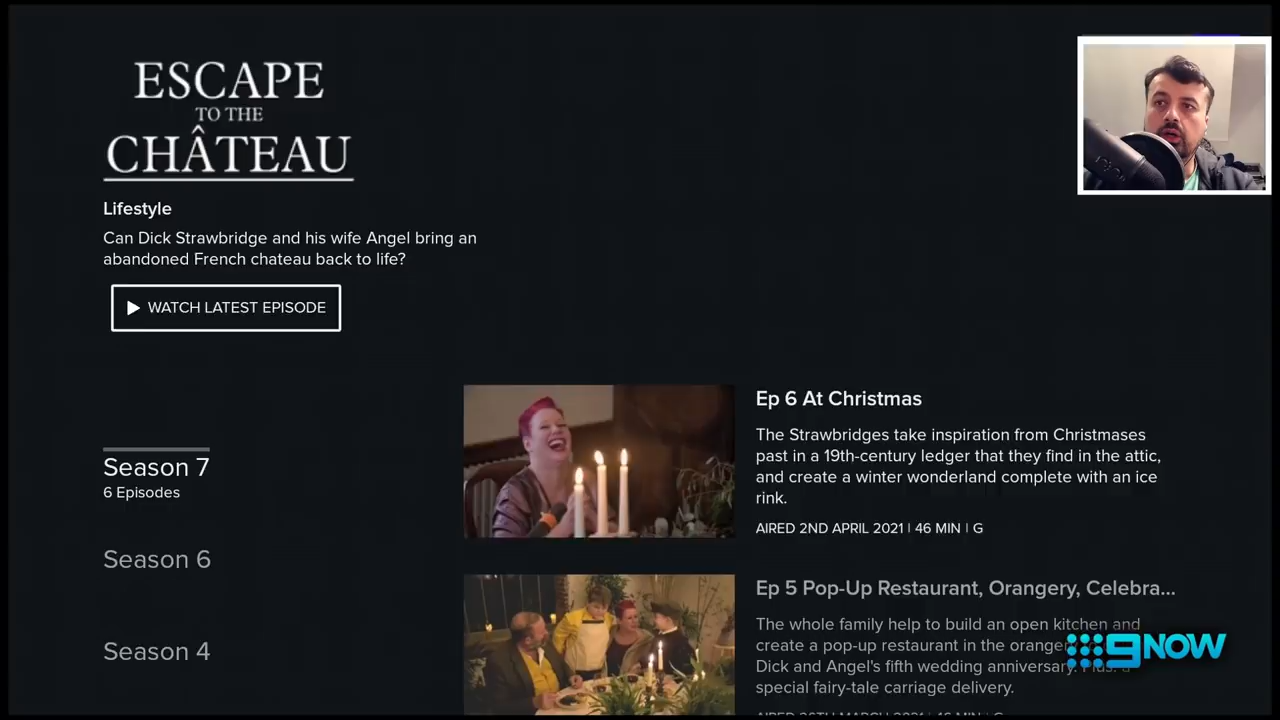 ESCAPE
TO THE
CHÂTEAU
Lifestyle
Can Dick Strawbridge and his wife Angel bring an
abandoned French chateau back to life?
WATCH LATEST EPISODE
Season 7
6 Episodes
Season 6
Season 4
Ep 6 At Christmas
The Strawbridges take inspiration from Christmases
past in a 19th-century ledger that they find in the attic,
and create a winter wonderland complete with an ice
rink.
AIRED 2ND APRIL 2021 | 46 MIN | G
Ep 5 Pop-Up Restaurant, Orangery, Celebra...
The whole family help to build an open kitchen and
create a pop-up restaurant in the
Dick and Angel's fifth wedding anniversary. Plus: a
special fairy-tale carriage delivery.
9NOW